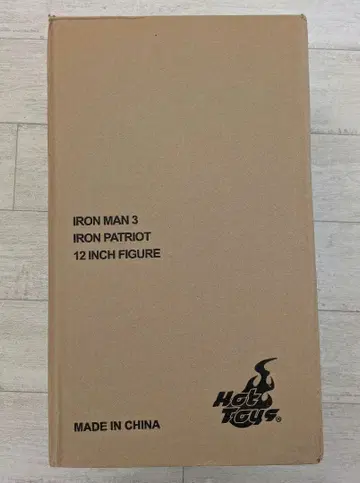 IRON MAN 3
IRON PATRIOT
12 INCH FIGURE
Hot
Toys®
MADE IN CHINA